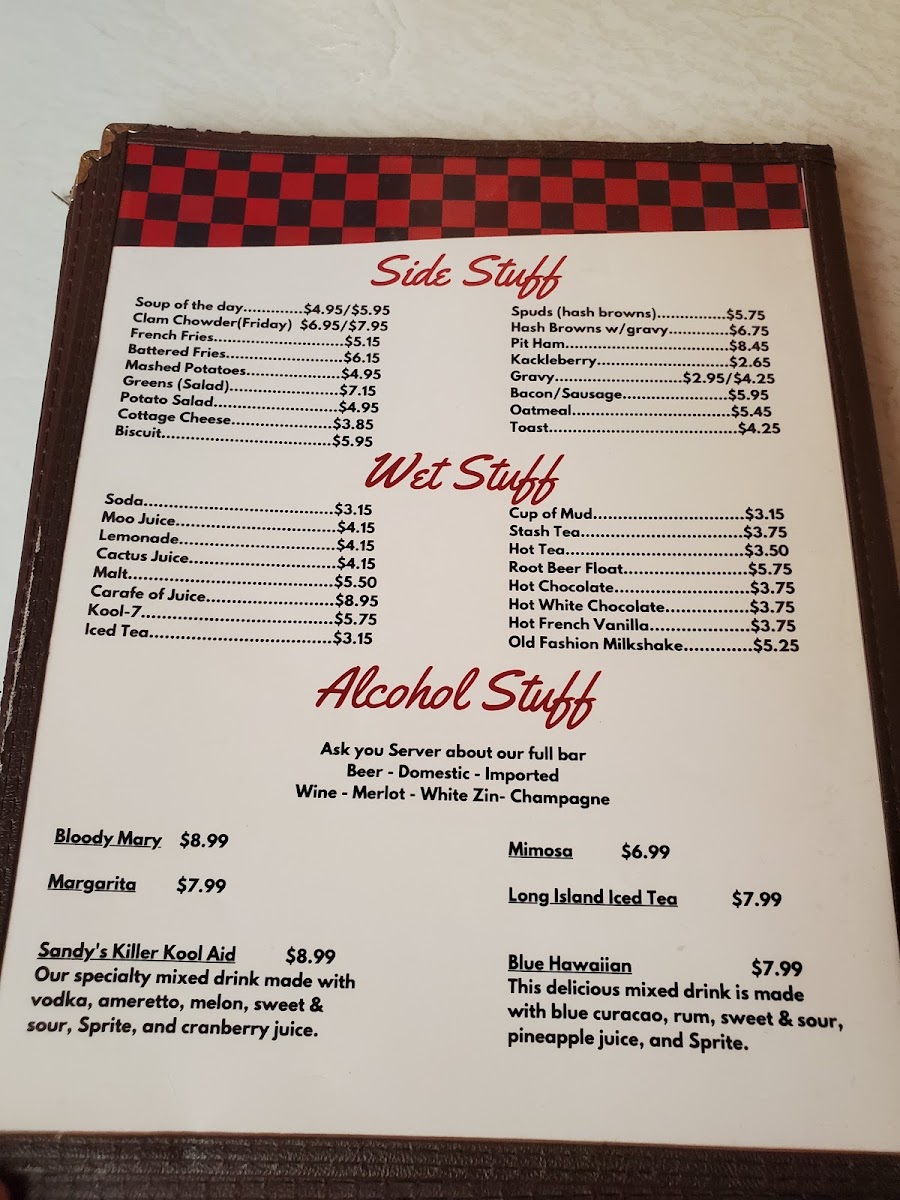 Side Stuff
Soup of the day.............$4.95/$5.95
Clam Chowder(Friday) $6.95/$7.95
French Fries............................$5.15
Battered Fries.........................$6.15
Mashed Potatoes....................$4.95
Greens (Salad).......................$7.15
Potato Salad..........................$4.95
Cottage Cheese.....................$3.85
Biscuit....................................$5.95
Spuds (hash browns)...............$5.75
Hash Browns w/gravy.............$6.75
Pit Ham...................................$8.45
Kackleberry............................$2.65
Gravy...........................$2.95/$4.25
Bacon/Sausage.......................$5.95
Oatmeal..................................$5.45
Toast........................................$4.25
Wet Stuff
Soda.....................................$3.15
Moo Juice...............................$4.15
Lemonade..............................$4.15
Cactus Juice...........................$4.15
Malt........................................$5.50
Carafe of Juice........................$8.95
Kool-7.....................................$5.75
Iced Tea..................................$3.15
Cup of Mud.............................$3.15
Stash Tea.................................$3.75
Hot Tea...................................$3.50
Root Beer Float.......................$5.75
Hot Chocolate........................$3.75
Hot White Chocolate..............$3.75
Hot French Vanilla..................$3.75
Old Fashion Milkshake.............$5.25
Alcohol Stuff
Ask you Server about our full bar
Beer - Domestic - Imported
Wine - Merlot - White Zin- Champagne
Bloody Mary $8.99
Margarita $7.99
Sandy's Killer Kool Aid $8.99
Our specialty mixed drink made with
vodka, ameretto, melon, sweet &
sour, Sprite, and cranberry juice.
Mimosa $6.99
Long Island Iced Tea $7.99
Blue Hawaiian $7.99
This delicious mixed drink is made
with blue curacao, rum, sweet & sour,
pineapple juice, and Sprite.